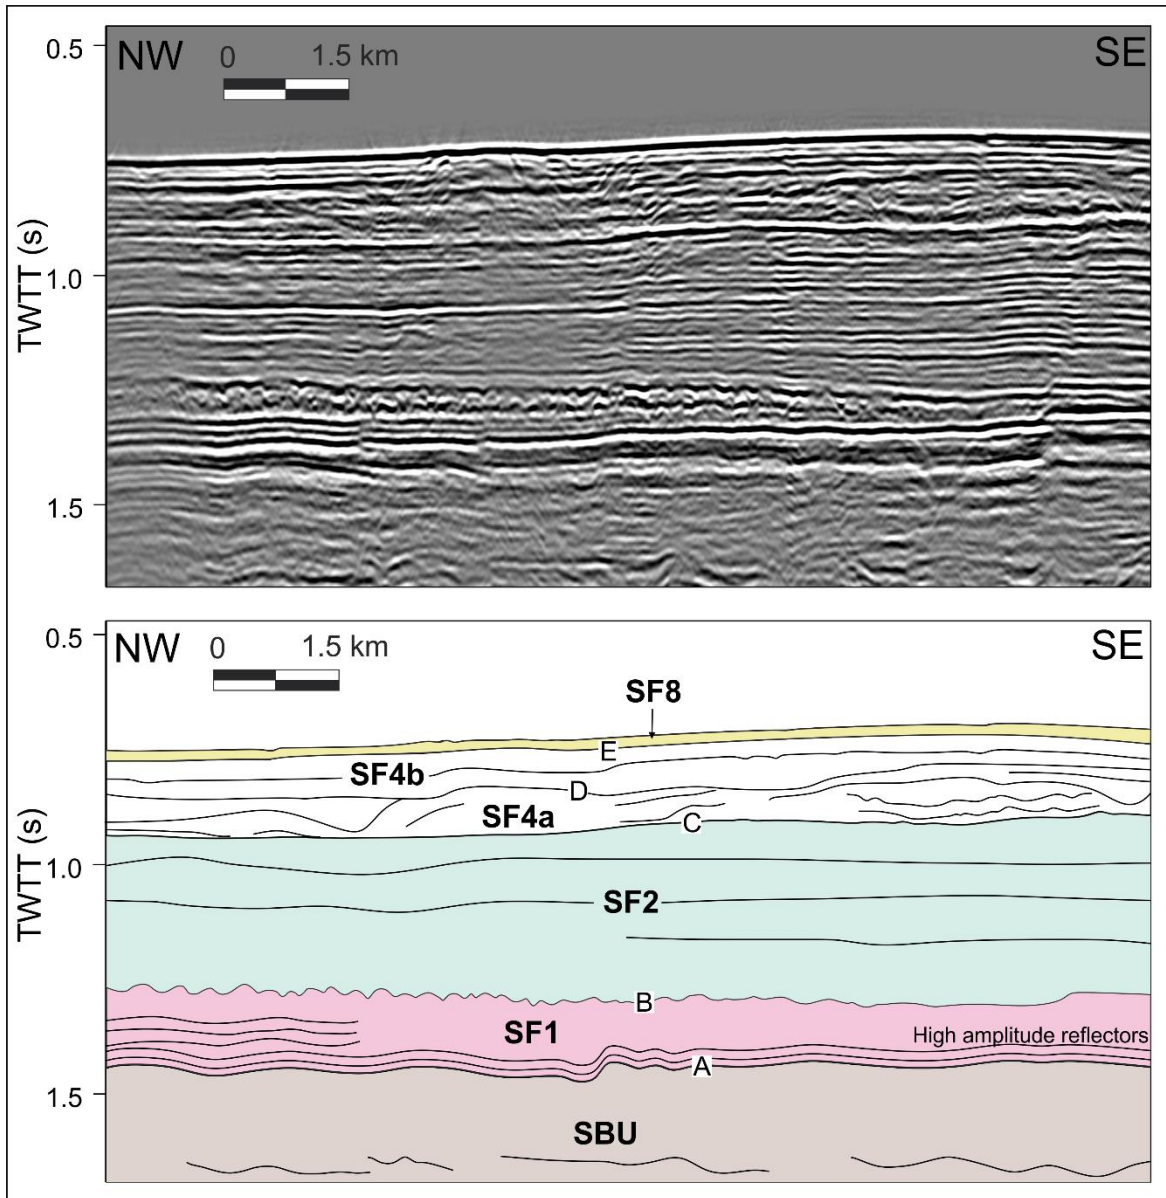 0.5
NW
0
1.5 km
SE
TWTT (s)
1.0
1.5
0.5
NW
0
1.5 km
SE
SF8
E
SF4b
D
SF4a
C
TWTT (s)
1.0
SF2
B
SF1
High amplitude reflectors
A
1.5
SBU